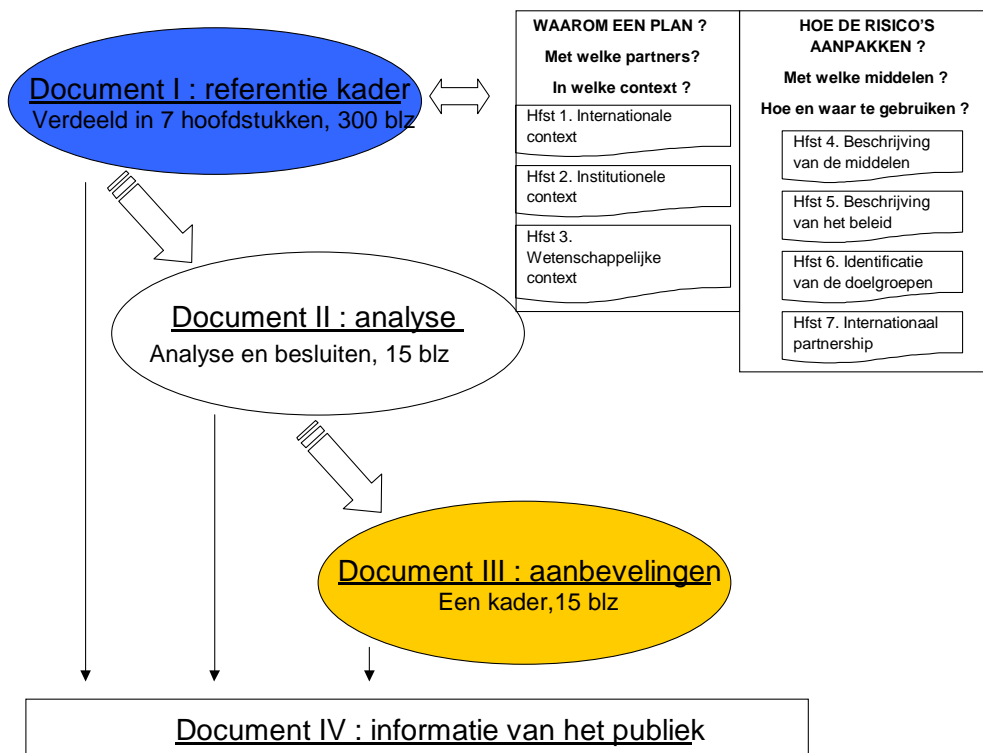 Document I : referentie kader
Verdeeld in 7 hoofdstukken, 300 blz
WAAROM EEN PLAN ?
Met welke partners?
In welke context ?
Hfst 1. Internationale
context
Hfst 2. Institutionele
context
Hfst 3.
Wetenschappelijke
context
HOE DE RISICO'S
AANPAKKEN ?
Met welke middelen ?
Hoe en waar te gebruiken ?
Hfst 4. Beschrijving
van de middelen
Hfst 5. Beschrijving
van het beleid
Hfst 6. Identificatie
van de doelgroepen
Hfst 7. Internationaal
partnership
Document II : analyse
Analyse en besluiten, 15 blz
Document III : aanbevelingen
Een kader,15 blz
Document IV : informatie van het publiek